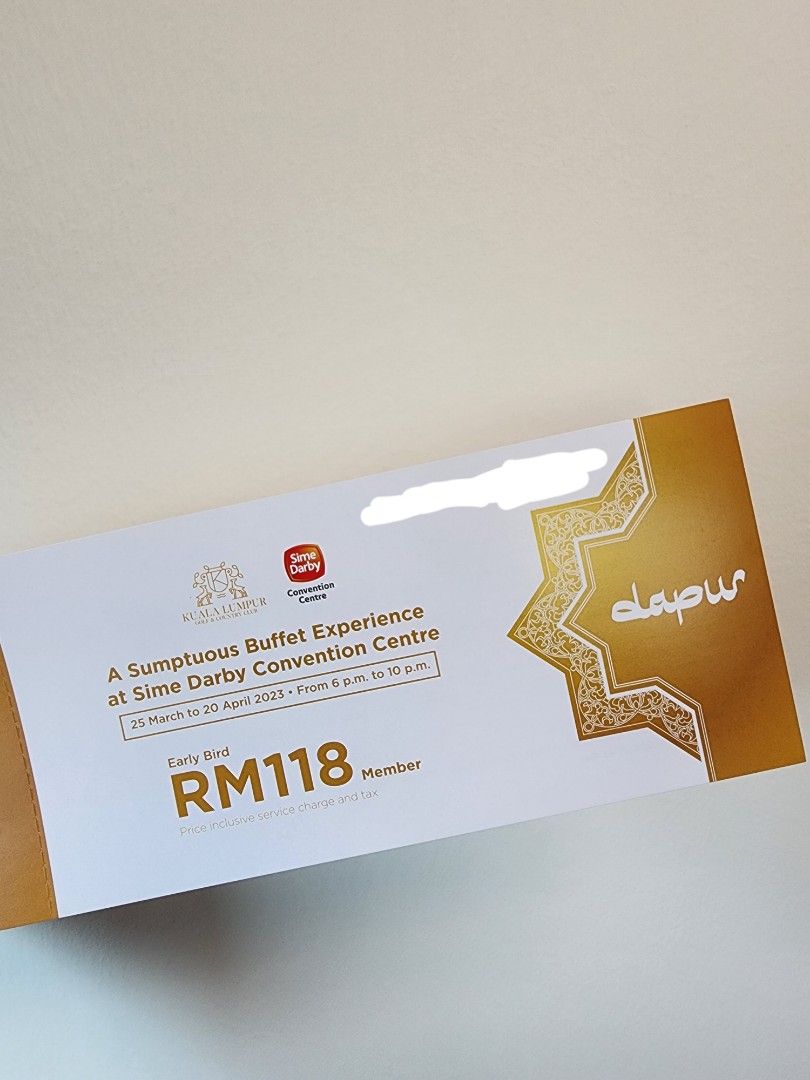 KUALA LUMPUR
GOLF & COUNTRY CLUB
Sime
Darby
Convention
Centre
A Sumptuous Buffet Experience
at Sime Darby Convention Centre
25 March to 20 April 2023 • From 6 p.m. to 10 p.m.
Early Bird
RM118 Member
Price inclusive service charge and tax
dapur